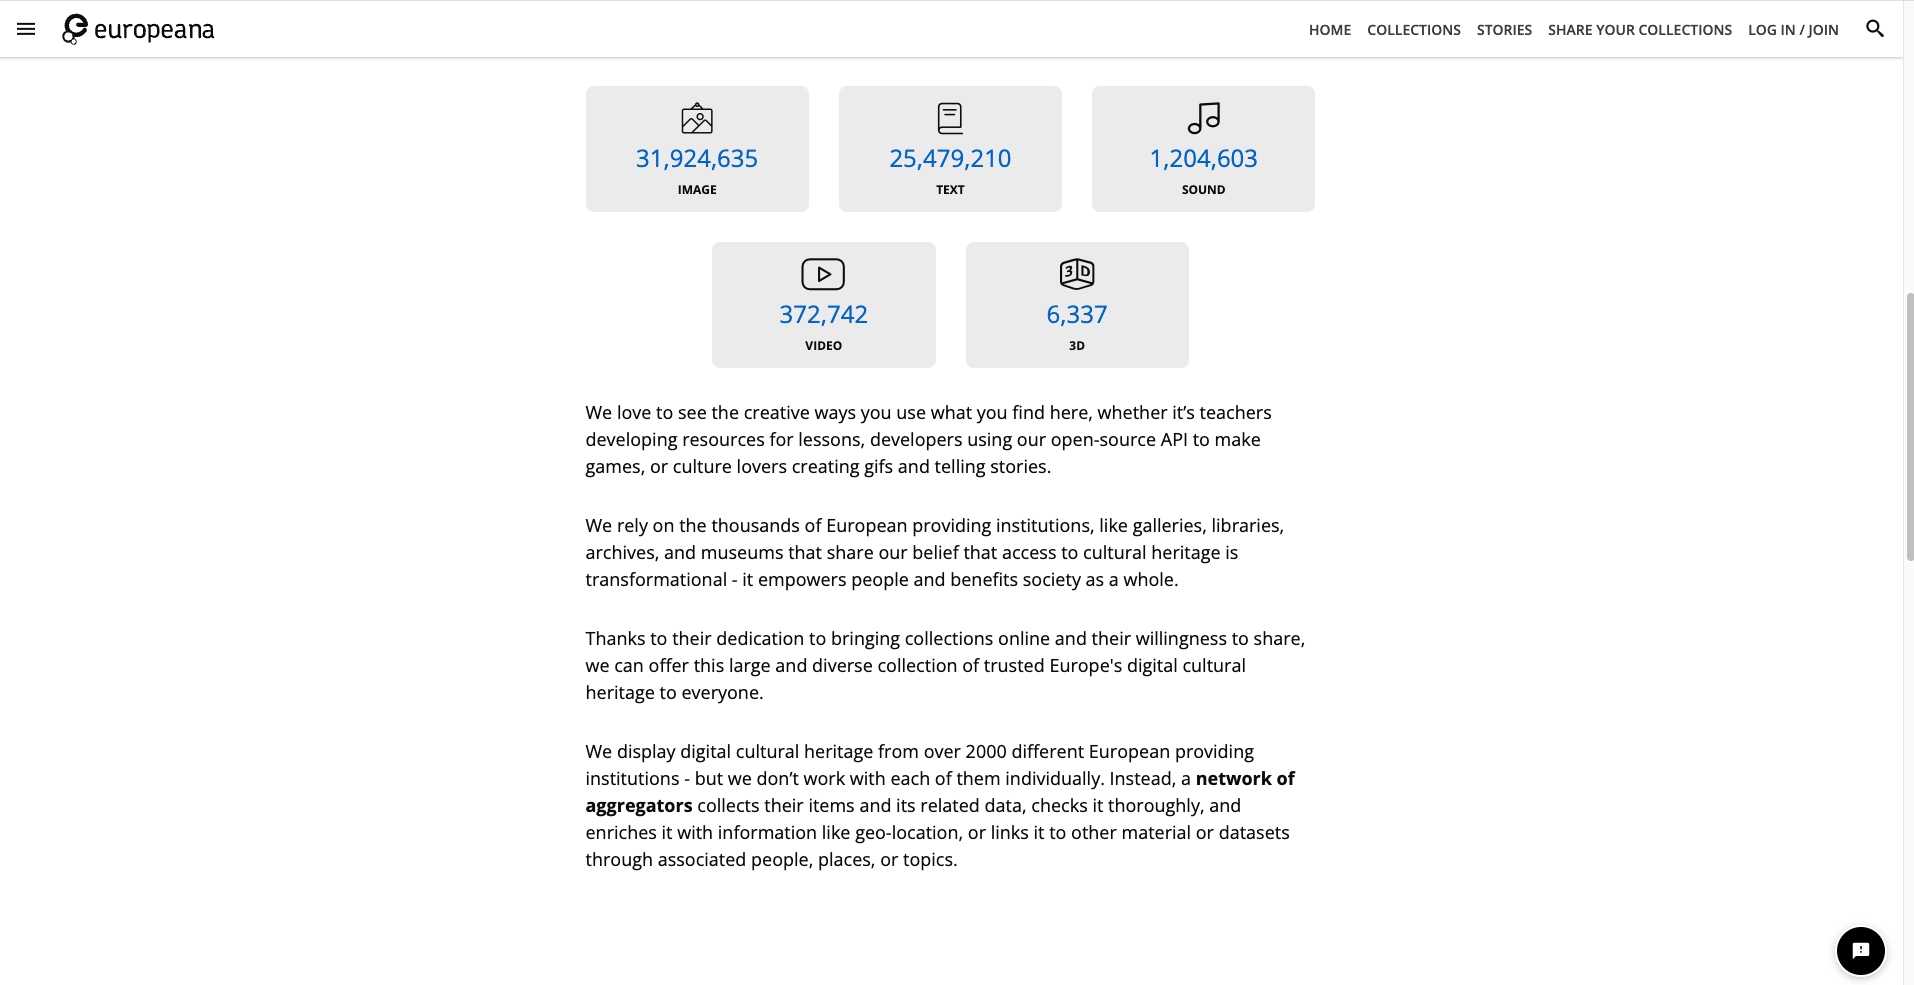 europeana
HOME COLLECTIONS STORIES SHARE YOUR COLLECTIONS LOG IN / JOIN
31,924,635
IMAGE
25,479,210
TEXT
1,204,603
SOUND
372,742
VIDEO
3D
6,337
3D
We love to see the creative ways you use what you find here, whether it’s teachers
developing resources for lessons, developers using our open-source API to make
games, or culture lovers creating gifs and telling stories.
We rely on the thousands of European providing institutions, like galleries, libraries,
archives, and museums that share our belief that access to cultural heritage is
transformational - it empowers people and benefits society as a whole.
Thanks to their dedication to bringing collections online and their willingness to share,
we can offer this large and diverse collection of trusted Europe's digital cultural
heritage to everyone.
We display digital cultural heritage from over 2000 different European providing
institutions - but we don’t work with each of them individually. Instead, a network of
aggregators collects their items and its related data, checks it thoroughly, and
enriches it with information like geo-location, or links it to other material or datasets
through associated people, places, or topics.